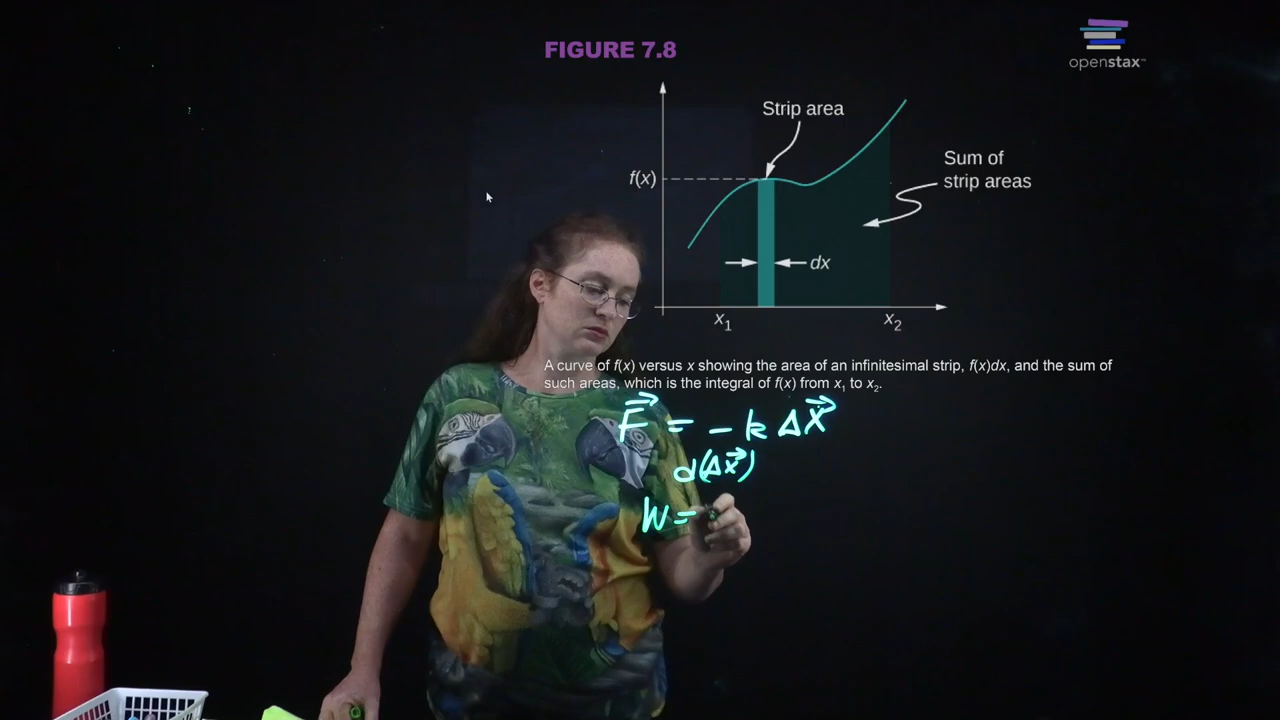 FIGURE 7.8
openstax™
Strip area
f(x)
Sum of
strip areas
dx
x₁
x₂
A curve of f(x) versus x showing the area of an infinitesimal strip, f(x)dx, and the sum of
such areas, which is the integral of f(x) from x₁ to x₂.
F⃗ = - k Δx⃗
d(Δx⃗)
W =